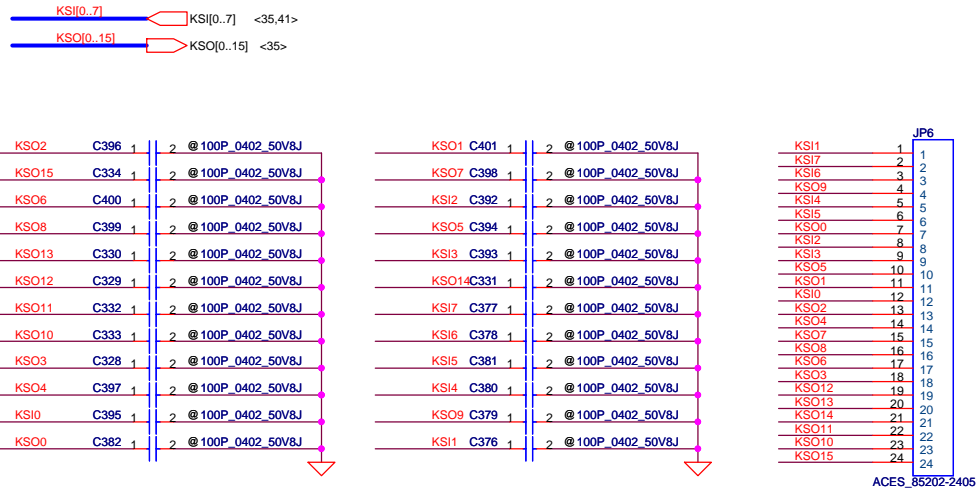 KSI[0..7] KSI[0..7] <35,41>
KSO[0..15] KSO[0..15] <35>
KSO2 C396 1 2 @100P_0402_50V8J
KSO15 C334 1 2 @100P_0402_50V8J
KSO6 C400 1 2 @100P_0402_50V8J
KSO8 C399 1 2 @100P_0402_50V8J
KSO13 C330 1 2 @100P_0402_50V8J
KSO12 C329 1 2 @100P_0402_50V8J
KSO11 C332 1 2 @100P_0402_50V8J
KSO10 C333 1 2 @100P_0402_50V8J
KSO3 C328 1 2 @100P_0402_50V8J
KSO4 C397 1 2 @100P_0402_50V8J
KSI0 C395 1 2 @100P_0402_50V8J
KSO0 C382 1 2 @100P_0402_50V8J
KSO1 C401 1 2 @100P_0402_50V8J
KSO7 C398 1 2 @100P_0402_50V8J
KSI2 C392 1 2 @100P_0402_50V8J
KSO5 C394 1 2 @100P_0402_50V8J
KSI3 C393 1 2 @100P_0402_50V8J
KSO14 C331 1 2 @100P_0402_50V8J
KSI7 C377 1 2 @100P_0402_50V8J
KSI6 C378 1 2 @100P_0402_50V8J
KSI5 C381 1 2 @100P_0402_50V8J
KSI4 C380 1 2 @100P_0402_50V8J
KSO9 C379 1 2 @100P_0402_50V8J
KSI1 C376 1 2 @100P_0402_50V8J
JP6
KSI1 1 1
KSI7 2 2
KSI6 3 3
KSO9 4 4
KSI4 5 5
KSI5 6 6
KSO0 7 7
KSI2 8 8
KSI3 9 9
KSO5 10 10
KSO1 11 11
KSI0 12 12
KSO2 13 13
KSO4 14 14
KSO7 15 15
KSO8 16 16
KSO6 17 17
KSO3 18 18
KSO12 19 19
KSO13 20 20
KSO14 21 21
KSO11 22 22
KSO10 23 23
KSO15 24 24
ACES_85202-2405